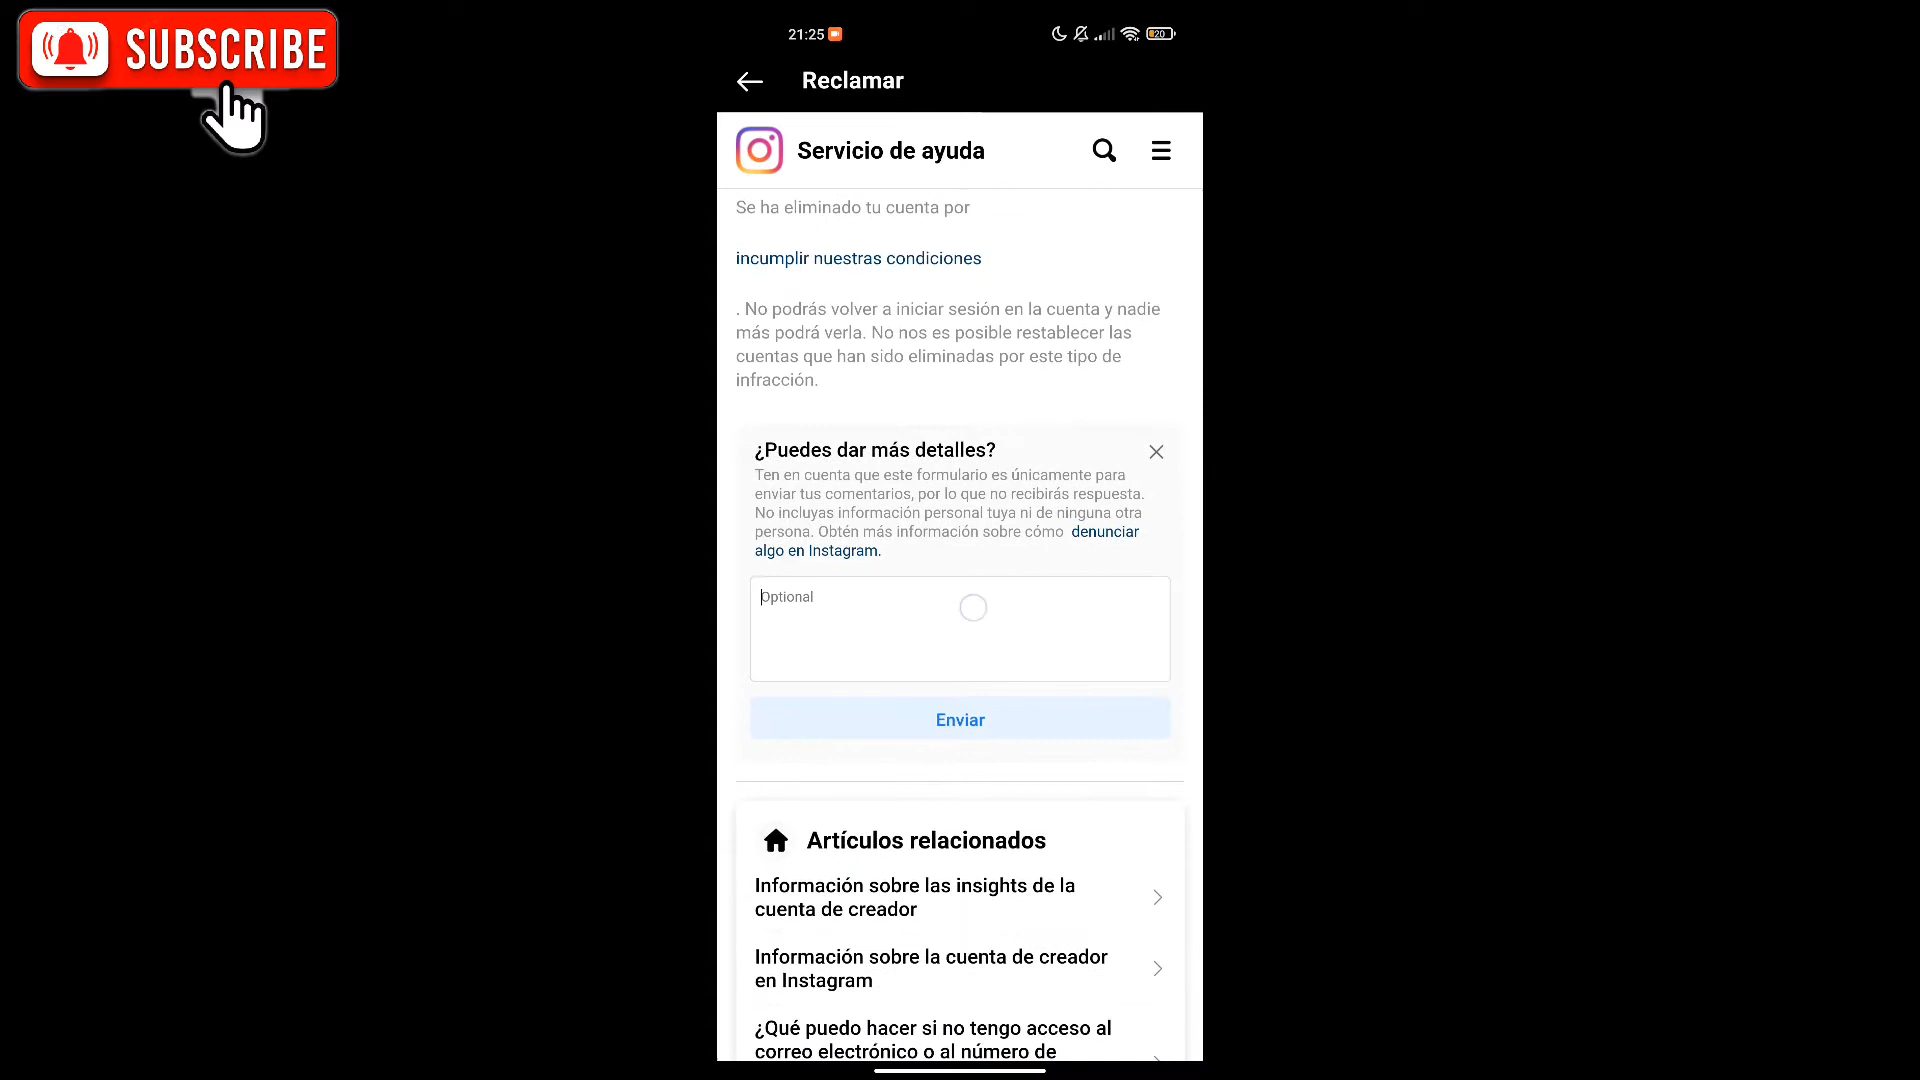 SUBSCRIBE
21:25
20
Reclamar
Servicio de ayuda
Se ha eliminado tu cuenta por
incumplir nuestras condiciones
. No podrás volver a iniciar sesión en la cuenta y nadie
más podrá verla. No nos es posible restablecer las
cuentas que han sido eliminadas por este tipo de
infracción.
¿Puedes dar más detalles?
Ten en cuenta que este formulario es únicamente para
enviar tus comentarios, por lo que no recibirás respuesta.
No incluyas información personal tuya ni de ninguna otra
persona. Obtén más información sobre cómo denunciar
algo en Instagram.
Optional
Enviar
Artículos relacionados
Información sobre las insights de la
cuenta de creador
Información sobre la cuenta de creador
en Instagram
¿Qué puedo hacer si no tengo acceso al
correo electrónico o al número de